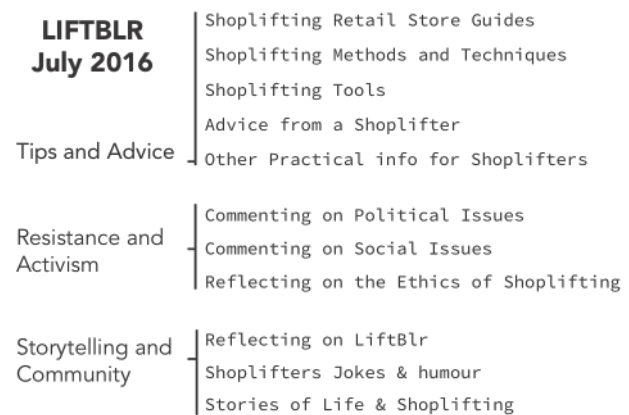 LIFTBLR
July 2016
Shoplifting Retail Store Guides
Shoplifting Methods and Techniques
Shoplifting Tools
Advice from a Shoplifter
Tips and Advice
Other Practical info for Shoplifters
Commenting on Political Issues
Resistance and
Activism
Commenting on Social Issues
Reflecting on the Ethics of Shoplifting
Reflecting on LiftBlr
Storytelling and
Community
Shoplifters Jokes & humour
Stories of Life & Shoplifting